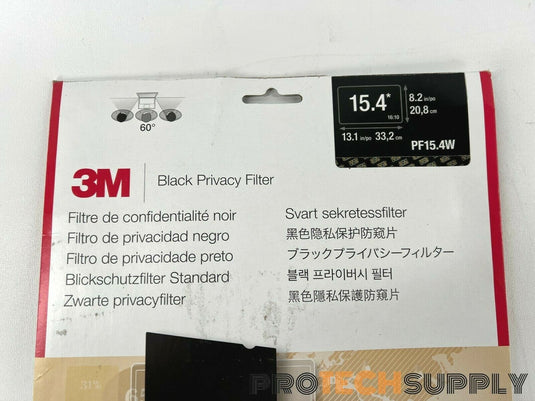 60°
15.4*
16:10
8.2 in/po
20,8 cm
13.1 in/po 33,2 cm
PF15.4W
3M
Black Privacy Filter
Filtre de confidentialité noir
Filtro de privacidad negro
Filtro de privacidade preto
Blickschutzfilter Standard
Zwarte privacyfilter
Svart sekretessfilter
黑色隐私保护防窥片
ブラックプライバシーフィルター
블랙 프라이버시 필터
黑色隱私保護防窺片
PROTECHSUPPLY